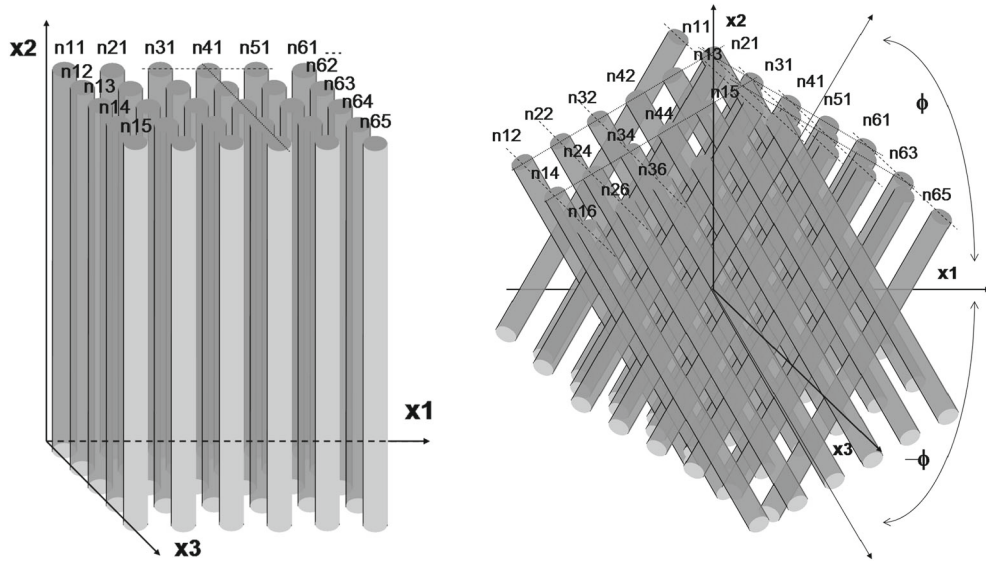 x2 n11 n21 n31 n41 n51 n61 ...
n12 n62
n13 n63
n14 n64
n15 n65
x1
x3
x2
n11 n21
n13 n31
n42 n15 n41
n32 n44 n51
n22 n34 n61
n12 n24 n36 n63
n14 n26 n65
n16
ϕ
x1
x3
−ϕ